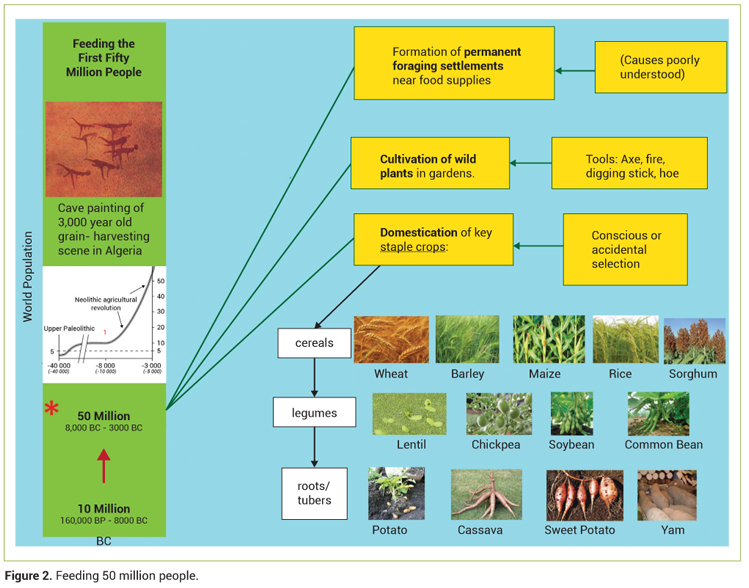 Feeding the
First Fifty
Million People
Cave painting of
3,000 year old
grain- harvesting
scene in Algeria
World Population
Neolithic agricultural
revolution
Upper Paleolithic
1
50
40
30
20
10
5
5
-40 000
(-40 000)
-8 000
(-10 000)
-3 000
(-8 000)
*
50 Million
8,000 BC - 3000 BC
10 Million
160,000 BP - 8000 BC
BC
Formation of permanent
foraging settlements
near food supplies
(Causes poorly
understood)
Cultivation of wild
plants in gardens.
Tools: Axe, fire,
digging stick, hoe
Domestication of key
staple crops:
Conscious or
accidental
selection
cereals
Wheat
Barley
Maize
Rice
Sorghum
legumes
Lentil
Chickpea
Soybean
Common Bean
roots/
tubers
Potato
Cassava
Sweet Potato
Yam
Figure 2. Feeding 50 million people.